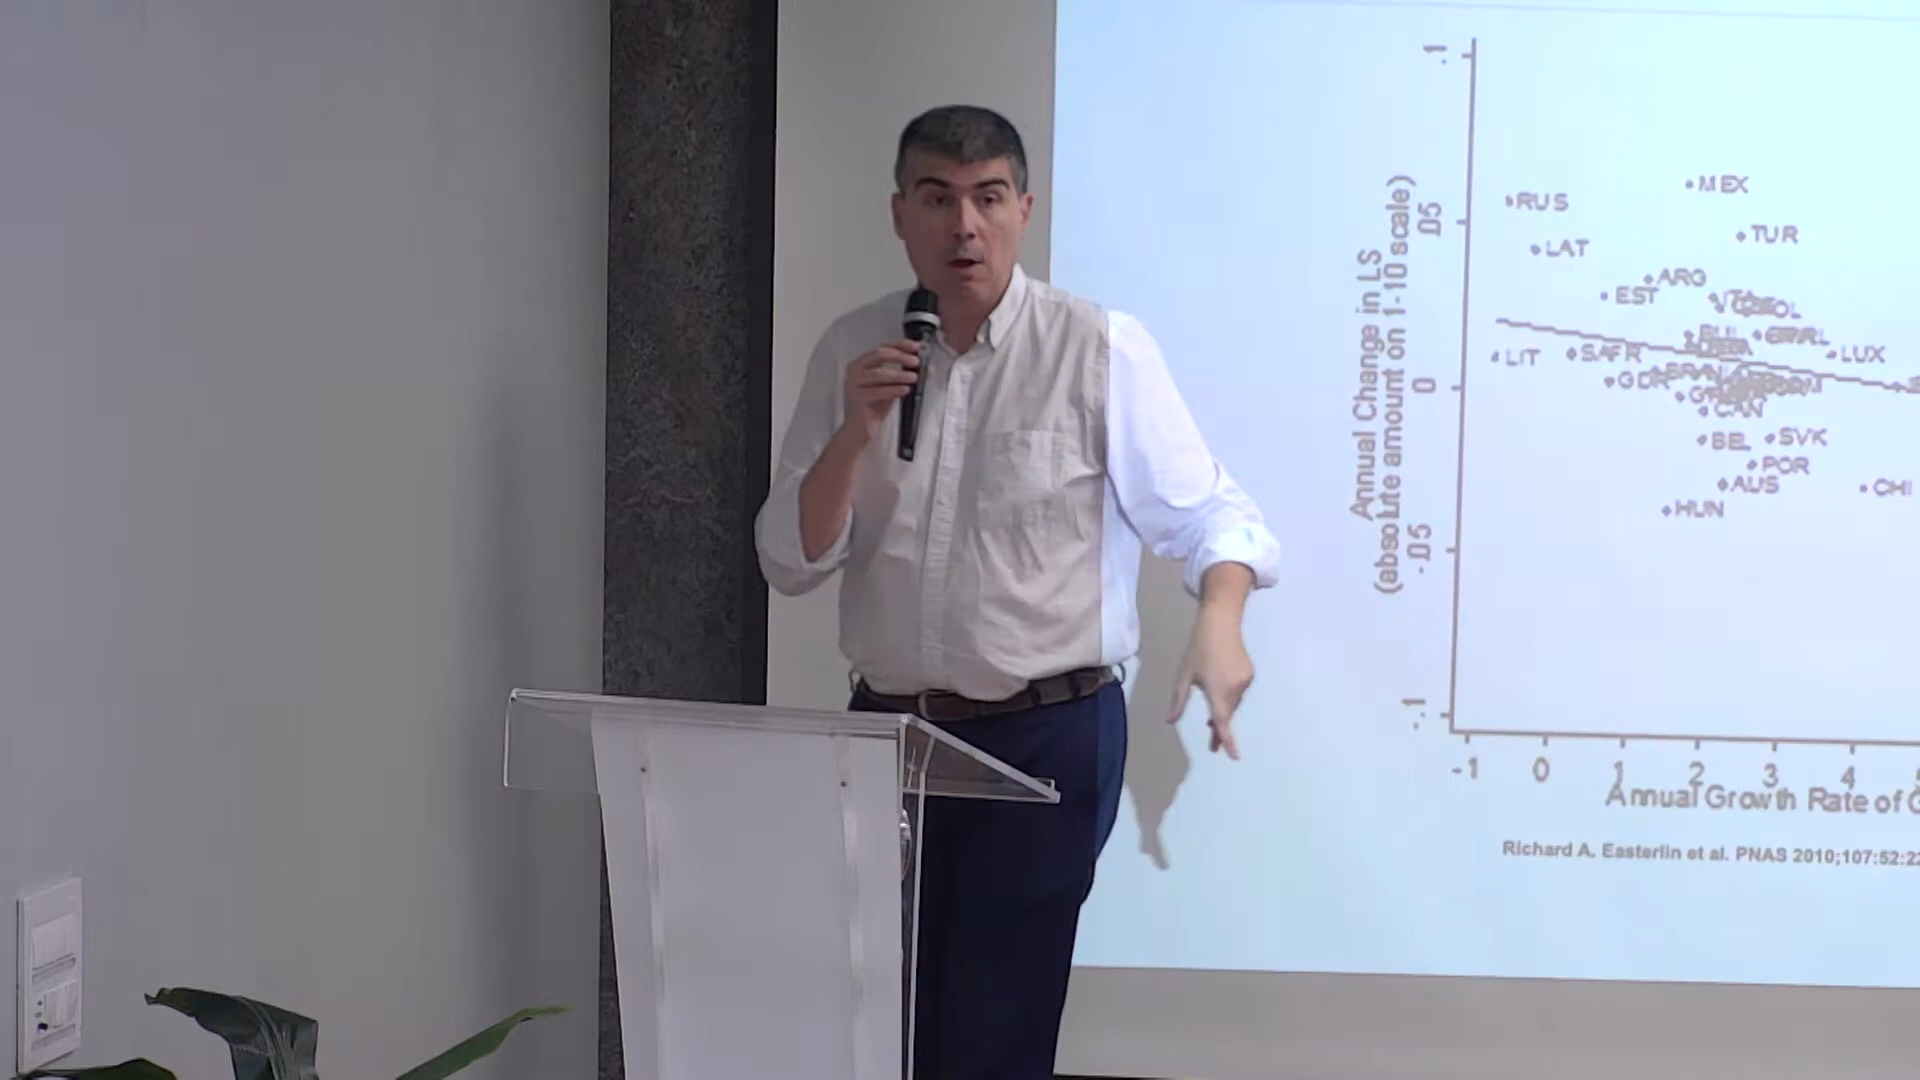 .1
MEX
RUS
.05
TUR
LAT
ARG
EST
LUX
LIT
SAFR
0
CAN
BEL
SVK
POR
AUS
CHI
HUN
-.05
-.1
Annual Change in LS
(absolute amount on 1-10 scale)
-1 0 1 2 3 4
Annual Growth Rate of
Richard A. Easterlin et al. PNAS 2010;107:52:22